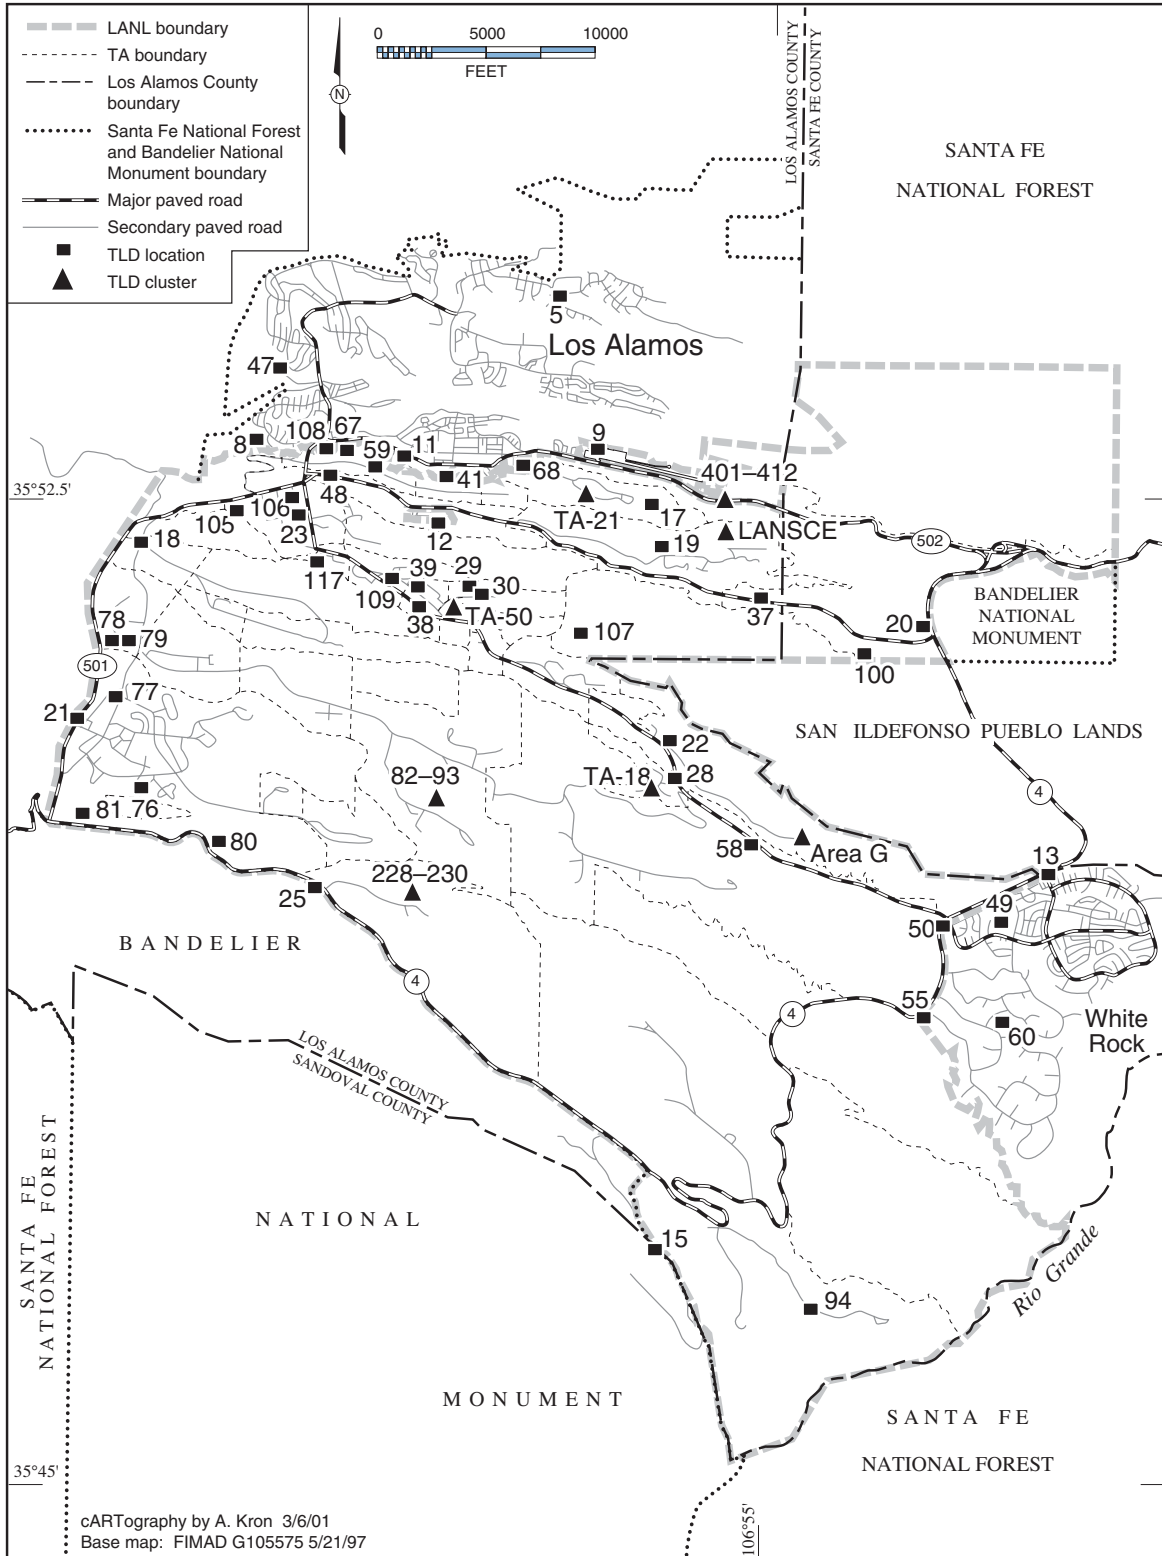 LANL boundary
TA boundary
Los Alamos County
boundary
Santa Fe National Forest
and Bandelier National
Monument boundary
Major paved road
Secondary paved road
TLD location
TLD cluster
0 5000 10000
FEET
N
LOS ALAMOS COUNTY
SANTA FE COUNTY
SANTA FE
NATIONAL FOREST
5
Los Alamos
47
8
108
67
59
11
41
68
9
401–412
35°52.5'
105
106
48
23
12
TA-21
17
LANSCE
19
502
18
117
109
39
29
30
38
TA-50
107
37
20
100
BANDELIER
NATIONAL
MONUMENT
78
79
501
77
21
22
SAN ILDEFONSO PUEBLO LANDS
82–93
TA-18
28
4
81
76
80
58
Area G
13
228–230
25
49
50
BANDELIER
4
4
55
60
White
Rock
LOS ALAMOS COUNTY
SANDOVAL COUNTY
SANTA FE
NATIONAL FOREST
NATIONAL
15
94
Rio Grande
MONUMENT
SANTA FE
NATIONAL FOREST
35°45'
106°55'
cARTography by A. Kron 3/6/01
Base map: FIMAD G105575 5/21/97